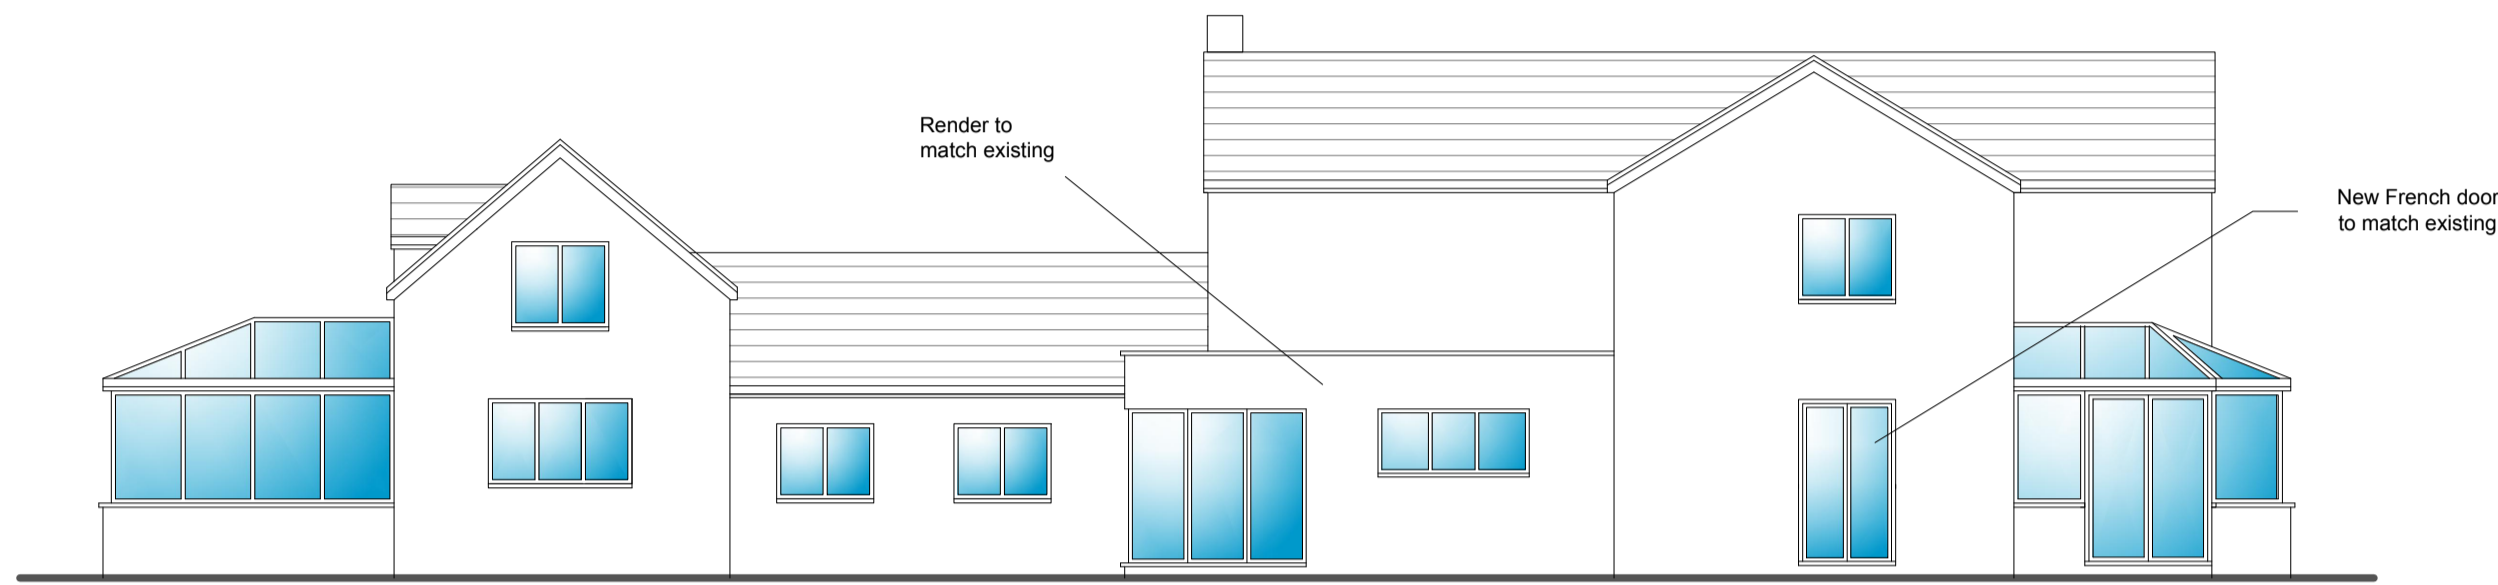 Render to
match existing
New French door
to match existing